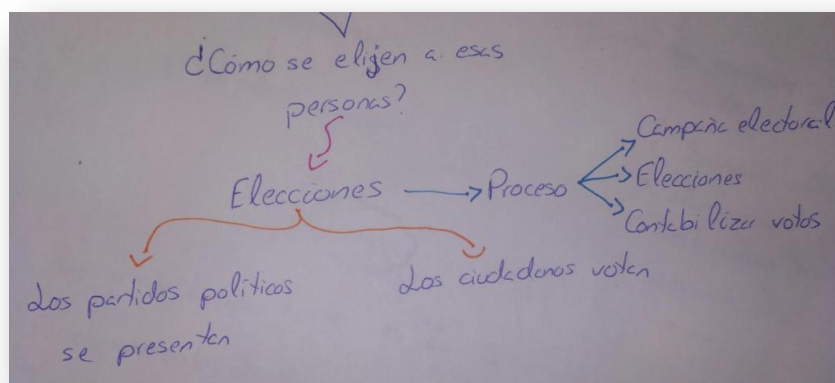 ¿Cómo se elijen a esas
personas?
Elecciones
Proceso
Campaña electoral
Elecciones
Contabilizar votos
Los partidos políticos
se presentan
Los ciudadanos votan